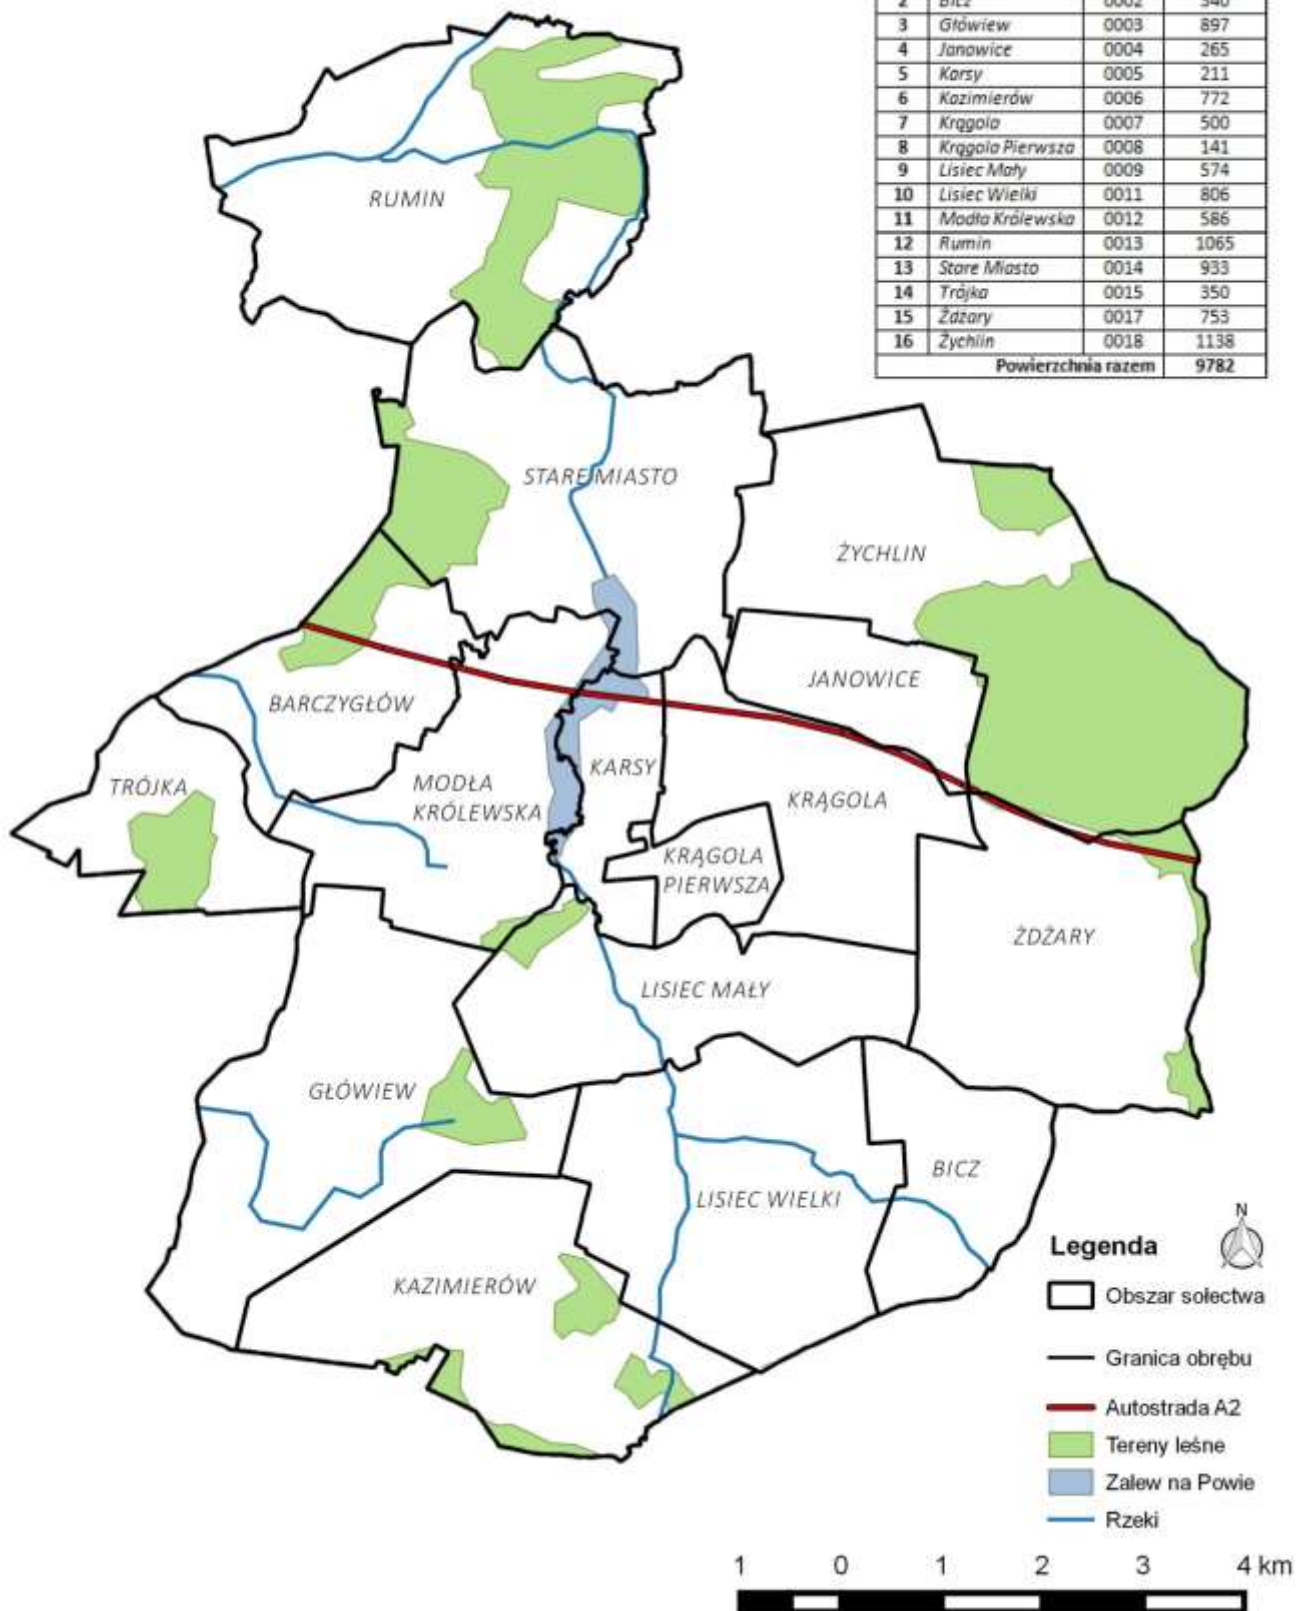 2 Bicz 0002 340
3 Główiew 0003 897
4 Janowice 0004 265
5 Karsy 0005 211
6 Kazimierów 0006 772
7 Krągola 0007 500
8 Krągola Pierwsza 0008 141
9 Lisiec Mały 0009 574
10 Lisiec Wielki 0011 806
11 Modła Królewska 0012 586
12 Rumin 0013 1065
13 Stare Miasto 0014 933
14 Trójka 0015 350
15 Żdżary 0017 753
16 Żychlin 0018 1138
Powierzchnia razem 9782
RUMIN
STARE MIASTO
ŻYCHLIN
JANOWICE
BARCZYGŁÓW
TRÓJKA
MODŁA
KRÓLEWSKA
KARSY
KRĄGOLA
KRĄGOLA
PIERWSZA
ŻDŻARY
LISIEC MAŁY
GŁÓWIEW
BICZ
LISIEC WIELKI
KAZIMIERÓW
N
Legenda
Obszar sołectwa
Granica obrębu
Autostrada A2
Tereny leśne
Zalew na Powie
Rzeki
1 0 1 2 3 4 km